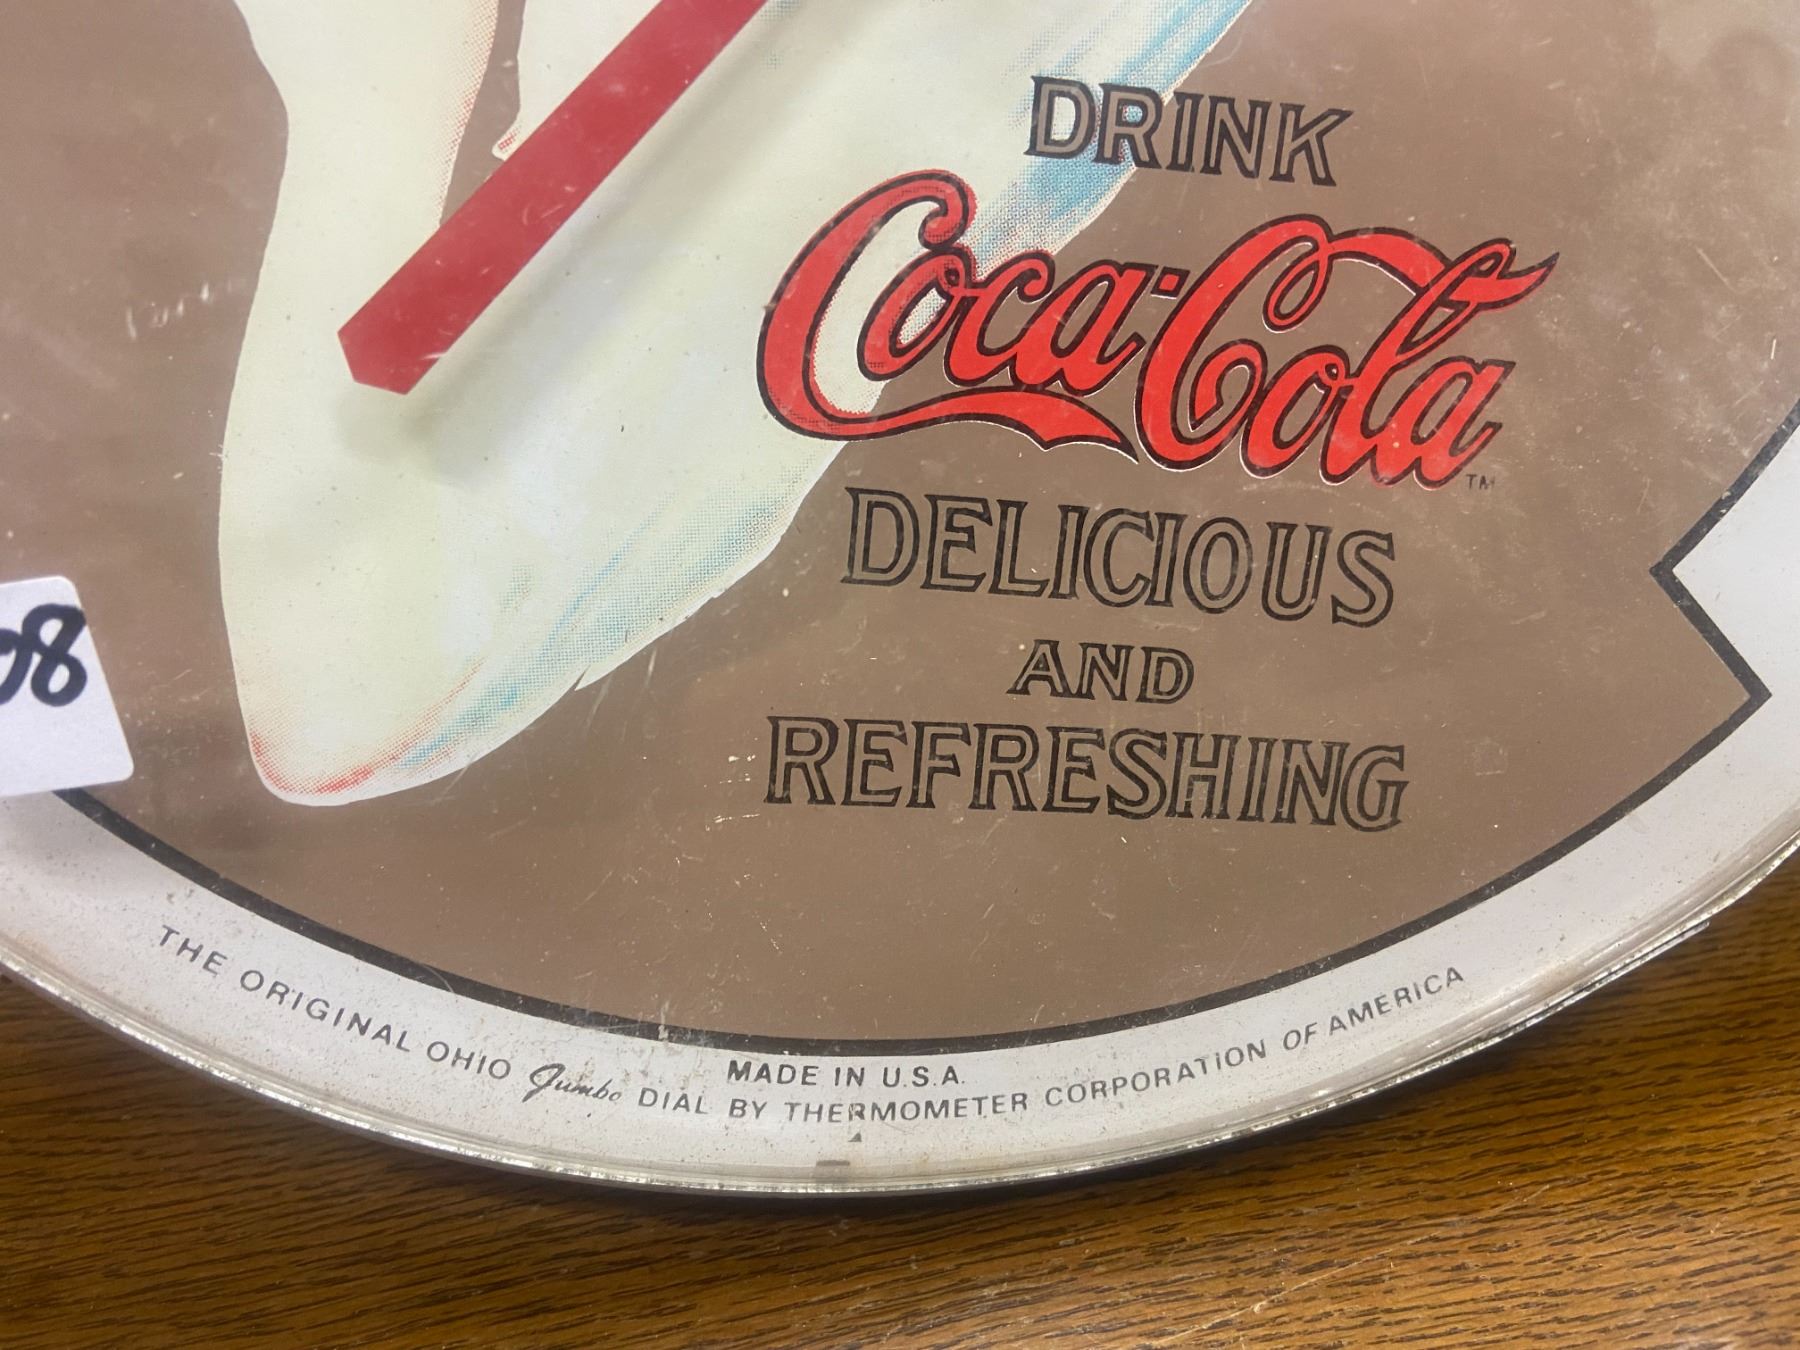 DRINK
Coca-Cola
TM
DELICIOUS
AND
REFRESHING
08
MADE IN U.S.A.
THE ORIGINAL OHIO Jumbo DIAL BY THERMOMETER CORPORATION OF AMERICA